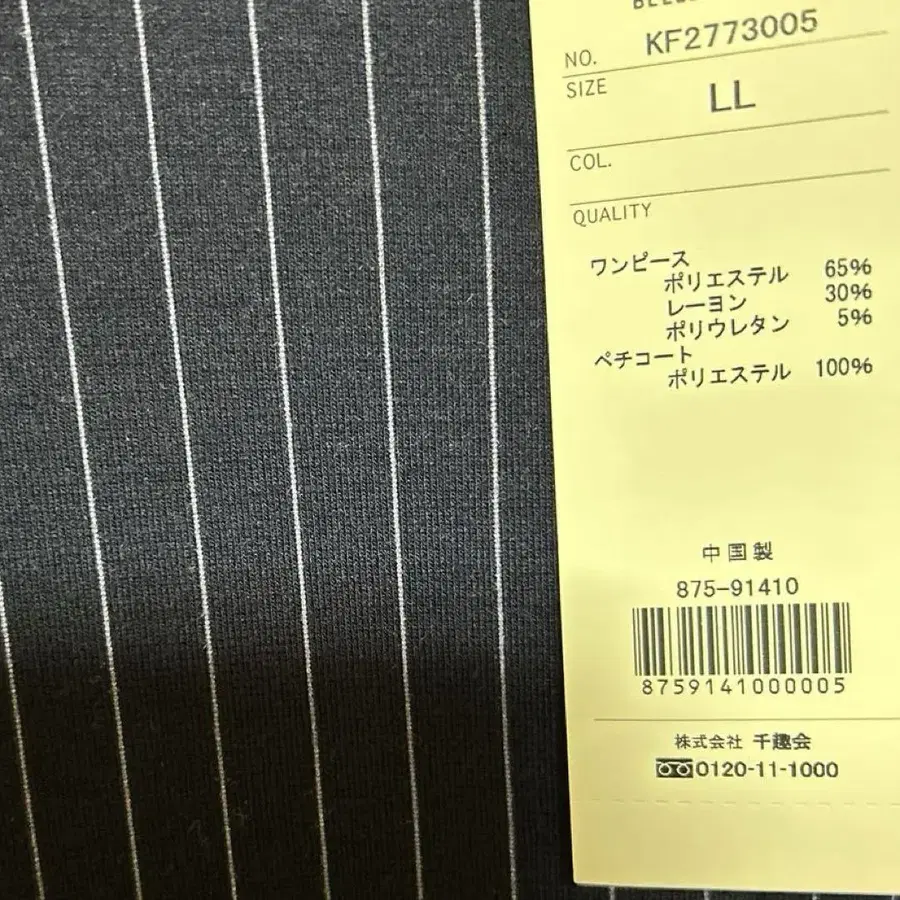 NO. KF2773005
SIZE LL
COL.
QUALITY
ワンピース
ポリエステル 65%
レーヨン 30%
ポリウレタン 5%
ペチコート
ポリエステル 100%
中国製
875-91410
8759141000005
株式会社 千趣会
0120-11-1000